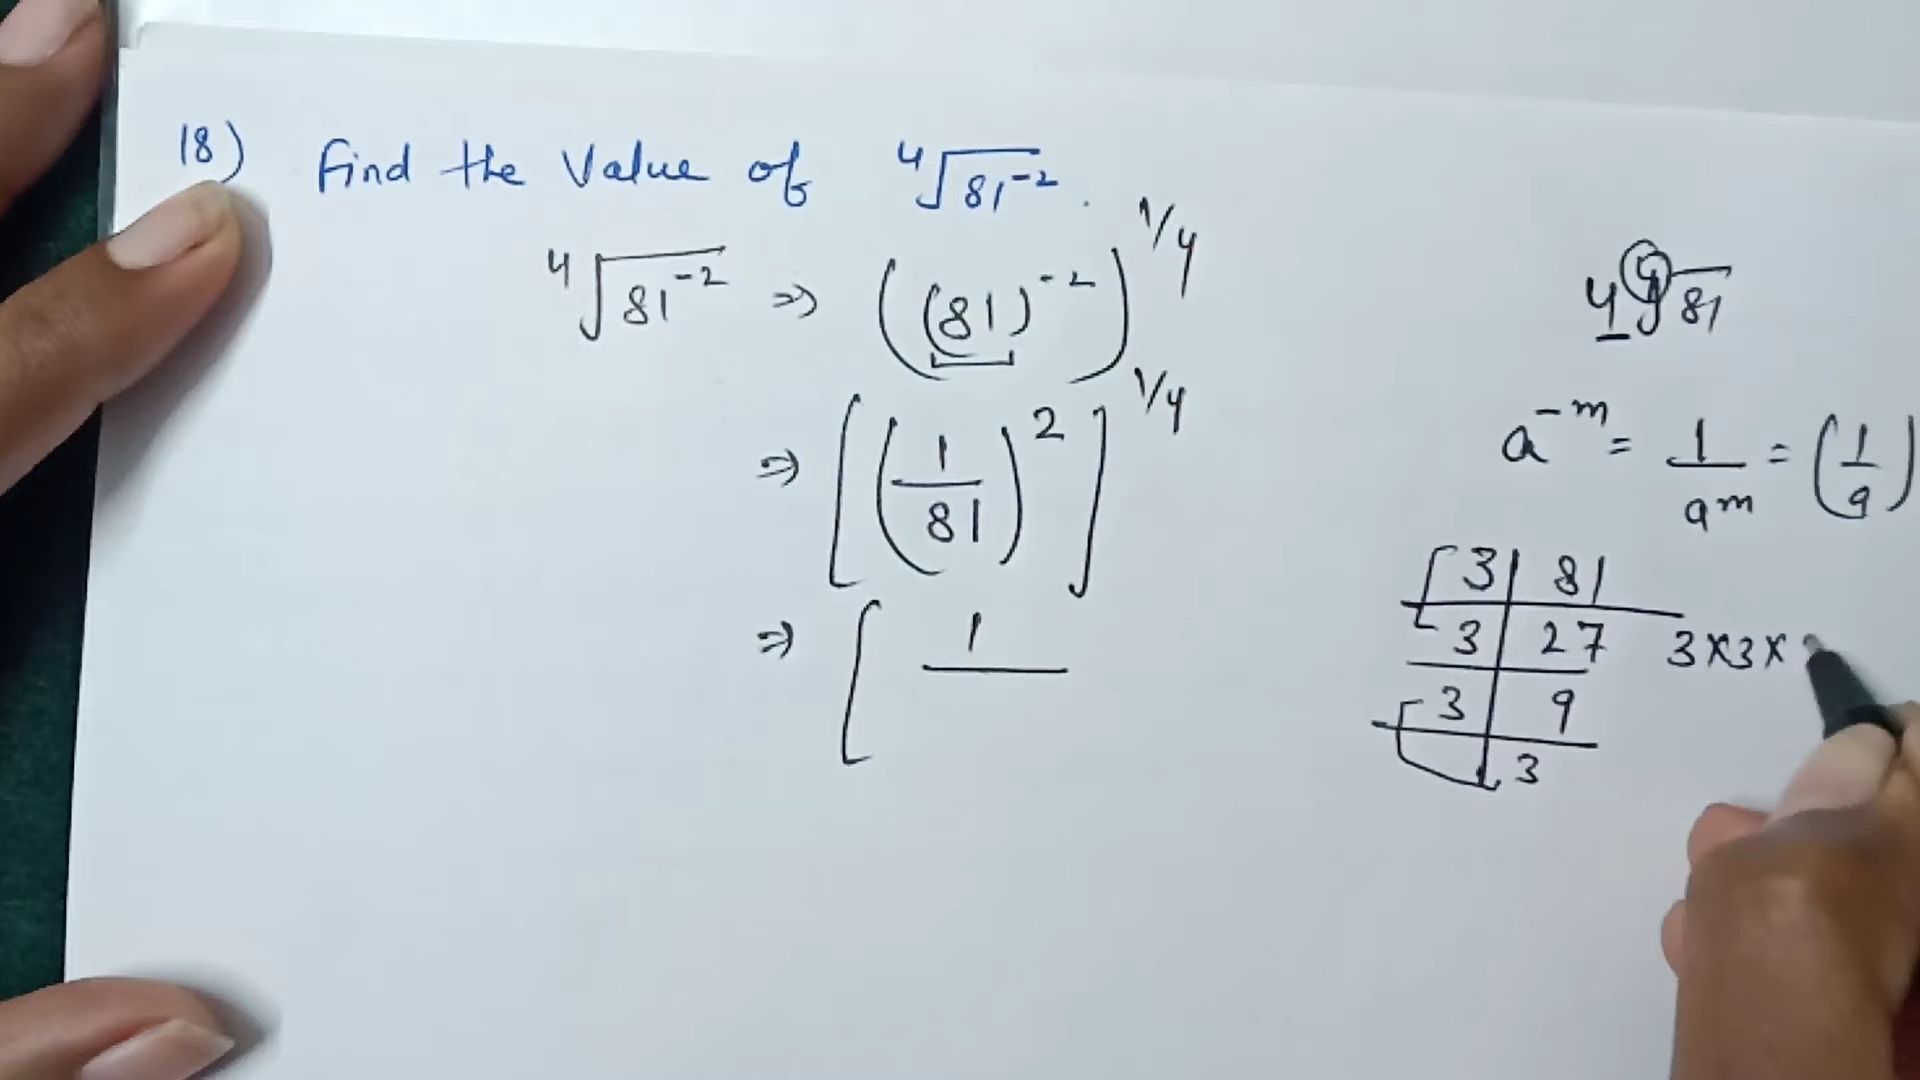 18) Find the Value of ⁴√81⁻².
⁴√81⁻² ⇒ ((81)⁻²)^1/4
⇒ [(1/81)²]^1/4
⇒ [ 1
4 ⁴√81
a⁻ᵐ = 1/aᵐ = (1/a)
3 | 81
3 | 27 3×3×
3 | 9
3